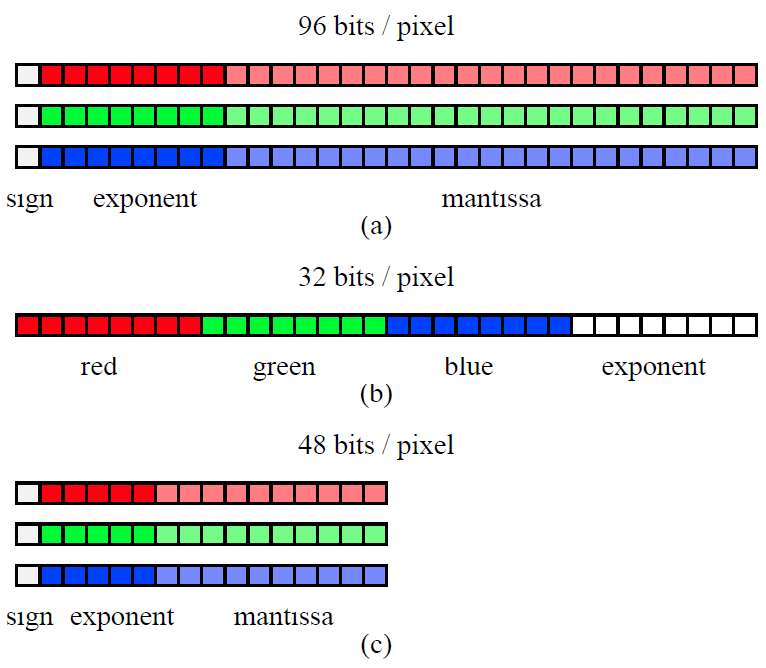 96 bits / pixel
sign exponent mantissa
(a)
32 bits / pixel
red green blue exponent
(b)
48 bits / pixel
sign exponent mantissa
(c)